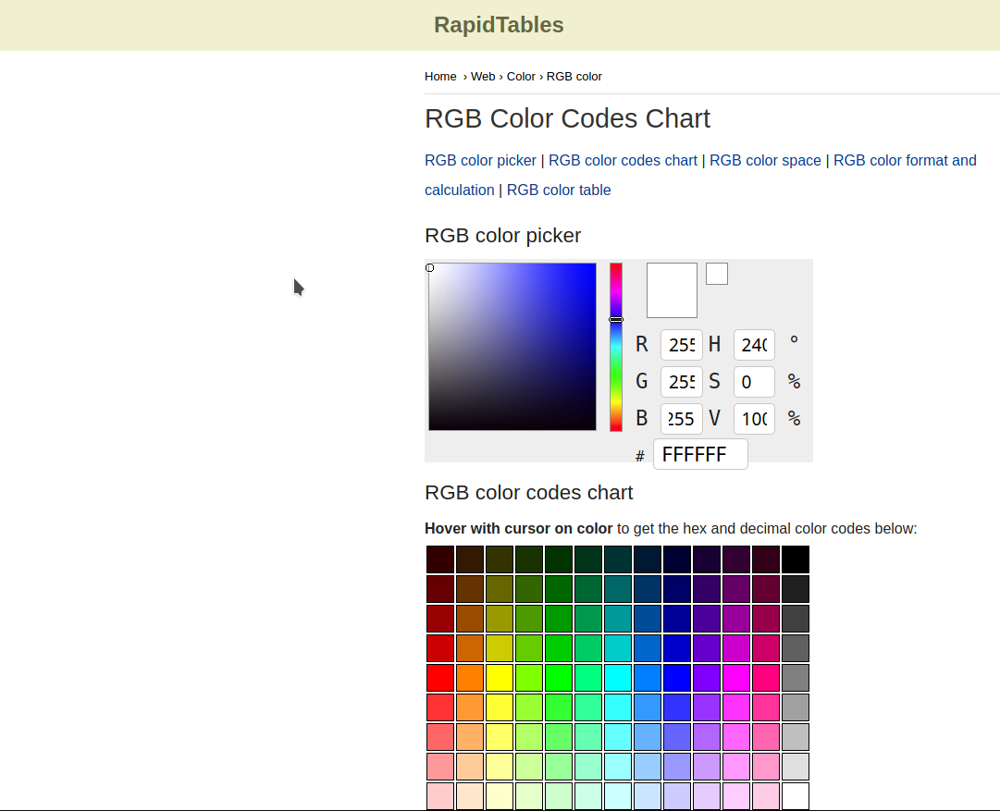 RapidTables
Home › Web › Color › RGB color
RGB Color Codes Chart
RGB color picker | RGB color codes chart | RGB color space | RGB color format and
calculation | RGB color table
RGB color picker
R 255 H 240 °
G 255 S 0 %
B 255 V 100 %
# FFFFFF
RGB color codes chart
Hover with cursor on color to get the hex and decimal color codes below: